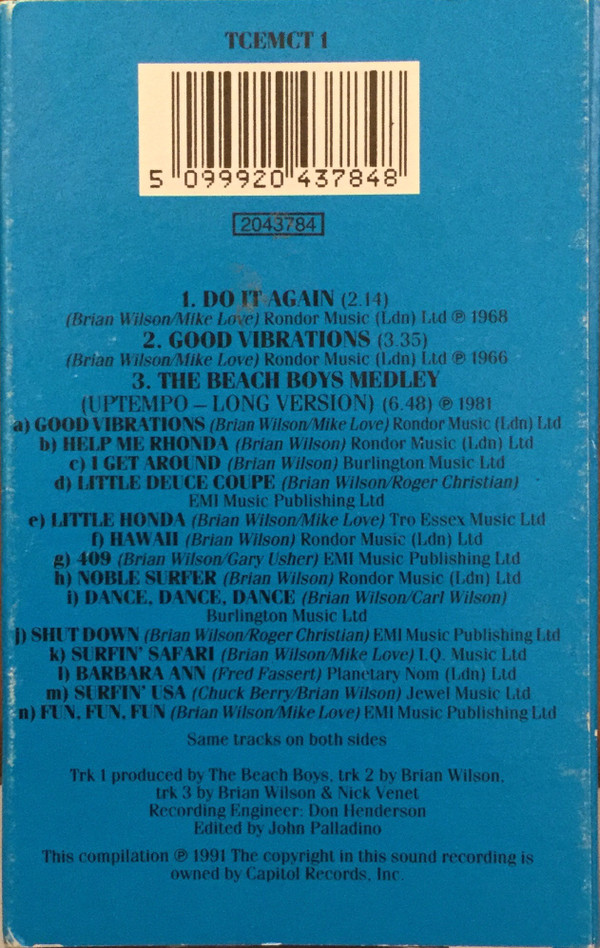 TCEMCT 1
5 099920 437848
2043784
1. DO IT AGAIN (2.14)
(Brian Wilson/Mike Love) Rondor Music (Ldn) Ltd ℗ 1968
2. GOOD VIBRATIONS (3.35)
(Brian Wilson/Mike Love) Rondor Music (Ldn) Ltd ℗ 1966
3. THE BEACH BOYS MEDLEY
(UPTEMPO – LONG VERSION) (6.48) ℗ 1981
a) GOOD VIBRATIONS (Brian Wilson/Mike Love) Rondor Music (Ldn) Ltd
b) HELP ME RHONDA (Brian Wilson) Rondor Music (Ldn) Ltd
c) I GET AROUND (Brian Wilson) Burlington Music Ltd
d) LITTLE DEUCE COUPE (Brian Wilson/Roger Christian)
EMI Music Publishing Ltd
e) LITTLE HONDA (Brian Wilson/Mike Love) Tro Essex Music Ltd
f) HAWAII (Brian Wilson) Rondor Music (Ldn) Ltd
g) 409 (Brian Wilson/Gary Usher) EMI Music Publishing Ltd
h) NOBLE SURFER (Brian Wilson) Rondor Music (Ldn) Ltd
i) DANCE, DANCE, DANCE (Brian Wilson/Carl Wilson)
Burlington Music Ltd
j) SHUT DOWN (Brian Wilson/Roger Christian) EMI Music Publishing Ltd
k) SURFIN' SAFARI (Brian Wilson/Mike Love) I.Q. Music Ltd
l) BARBARA ANN (Fred Fassert) Planetary Nom (Ldn) Ltd
m) SURFIN' USA (Chuck Berry/Brian Wilson) Jewel Music Ltd
n) FUN, FUN, FUN (Brian Wilson/Mike Love) EMI Music Publishing Ltd
Same tracks on both sides
Trk 1 produced by The Beach Boys, trk 2 by Brian Wilson,
trk 3 by Brian Wilson & Nick Venet
Recording Engineer: Don Henderson
Edited by John Palladino
This compilation ℗ 1991 The copyright in this sound recording is
owned by Capitol Records, Inc.